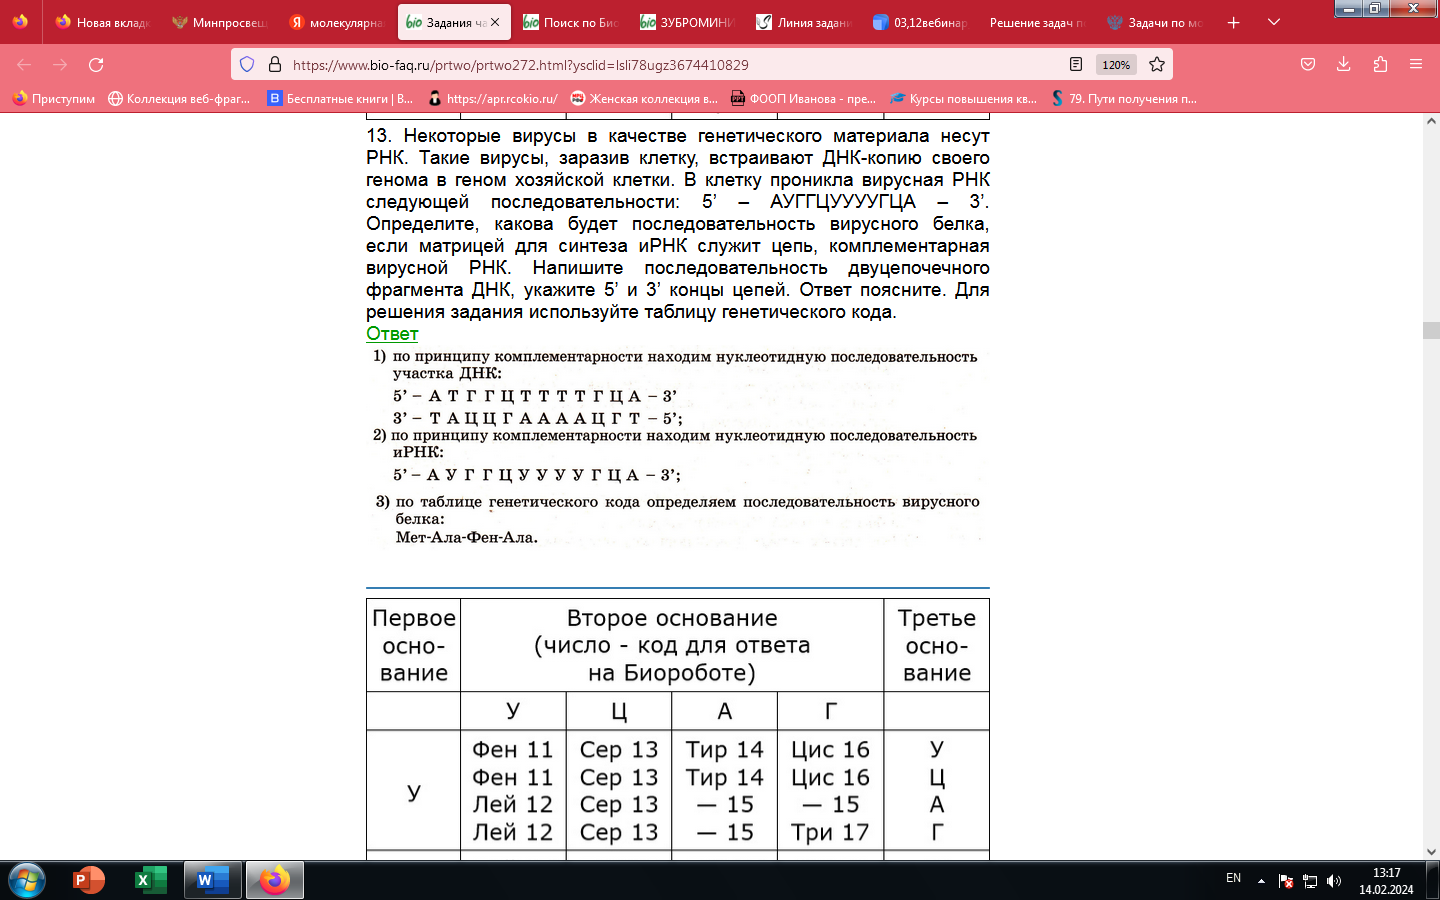 Новая вкладк
Минпросвещ
молекулярна
Задания ча
Поиск по Био
ЗУБРОМИНИ
Линия задани
03,12вебинар
Решение задач п
Задачи по мо
https://www.bio-faq.ru/prtwo/prtwo272.html?ysclid=lsli78ugz3674410829
120%
Приступим
Коллекция веб-фраг...
Бесплатные книги | В...
https://apr.rcokio.ru/
Женская коллекция в...
ФООП Иванова - пре...
Курсы повышения кв...
79. Пути получения п...
13. Некоторые вирусы в качестве генетического материала несут
РНК. Такие вирусы, заразив клетку, встраивают ДНК-копию своего
генома в геном хозяйской клетки. В клетку проникла вирусная РНК
следующей последовательности: 5’ – АУГГЦУУУУГЦА – 3’.
Определите, какова будет последовательность вирусного белка,
если матрицей для синтеза иРНК служит цепь, комплементарная
вирусной РНК. Напишите последовательность двуцепочечного
фрагмента ДНК, укажите 5’ и 3’ концы цепей. Ответ поясните. Для
решения задания используйте таблицу генетического кода.
Ответ
1) по принципу комплементарности находим нуклеотидную последовательность
участка ДНК:
5’ – А Т Г Г Ц Т Т Т Т Г Ц А – 3’
3’ – Т А Ц Ц Г А А А А Ц Г Т – 5’;
2) по принципу комплементарности находим нуклеотидную последовательность
иРНК:
5’ – А У Г Г Ц У У У У Г Ц А – 3’;
3) по таблице генетического кода определяем последовательность вирусного
белка:
Мет-Ала-Фен-Ала.
Первое осно-вание
Второе основание
(число - код для ответа
на Биороботе)
Третье осно-вание
У Ц А Г
У
Фен 11 Сер 13 Тир 14 Цис 16 У
Фен 11 Сер 13 Тир 14 Цис 16 Ц
Лей 12 Сер 13 — 15 — 15 А
Лей 12 Сер 13 — 15 Три 17 Г
EN
13:17
14.02.2024